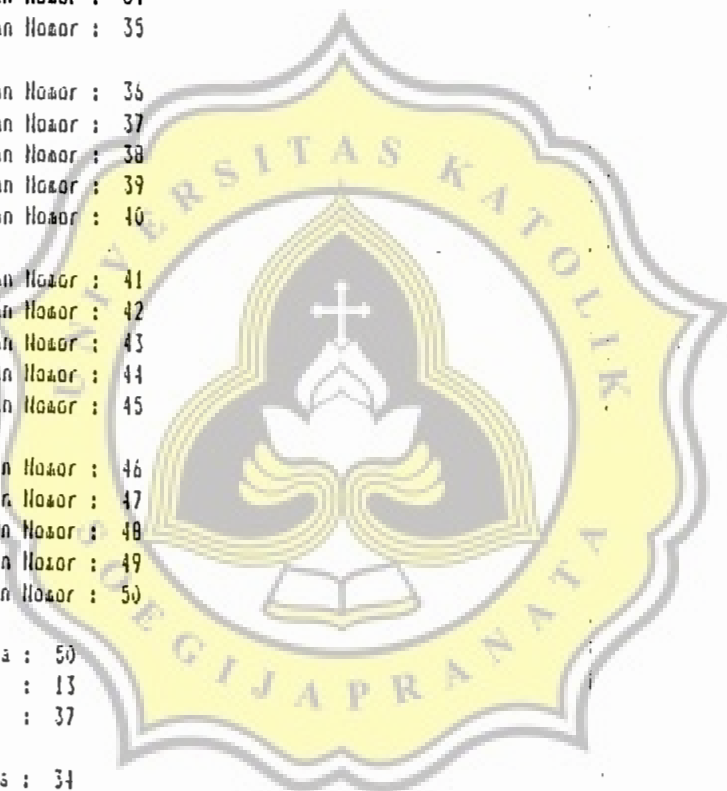 n Nomor : 35
n Nomor : 36
n Nomor : 37
n Nomor : 38
n Nomor : 39
n Nomor : 40
n Nomor : 41
n Nomor : 42
n Nomor : 43
n Nomor : 44
n Nomor : 45
n Nomor : 46
n Nomor : 47
n Nomor : 48
n Nomor : 49
n Nomor : 50
a : 50
: 13
: 37
s : 34
UNIVERSITAS KATOLIK
SOEGIJAPRANATA